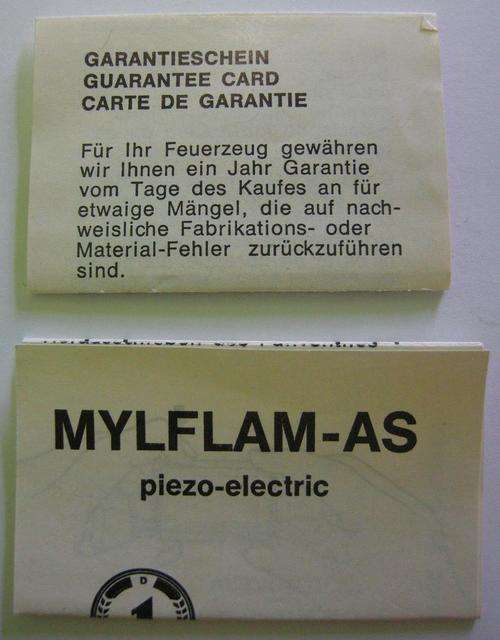 GARANTIESCHEIN
GUARANTEE CARD
CARTE DE GARANTIE
Für Ihr Feuerzeug gewähren
wir Ihnen ein Jahr Garantie
vom Tage des Kaufes an für
etwaige Mängel, die auf nach-
weisliche Fabrikations- oder
Material-Fehler zurückzuführen
sind.
MYLFLAM-AS
piezo-electric
D
1